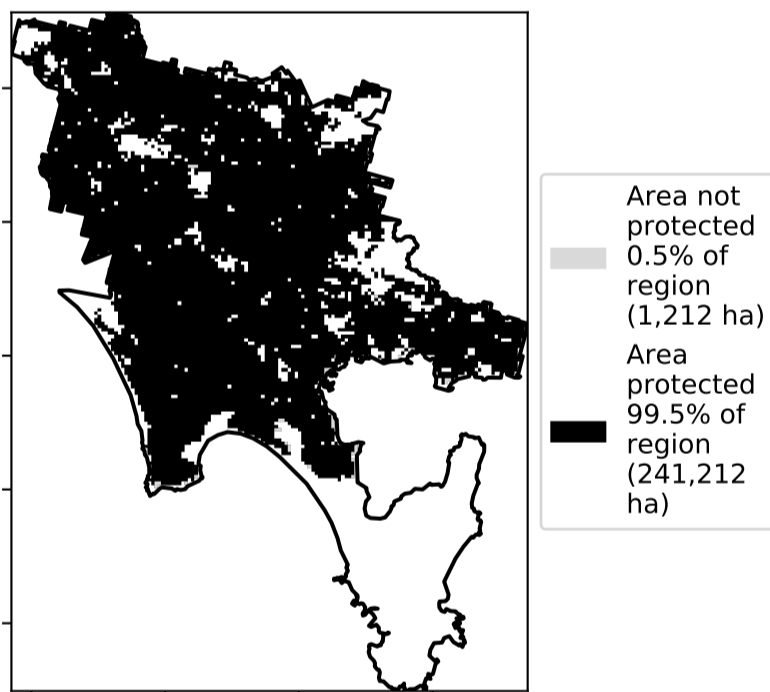 Area not
protected
0.5% of
region
(1,212 ha)
Area
protected
99.5% of
region
(241,212
ha)